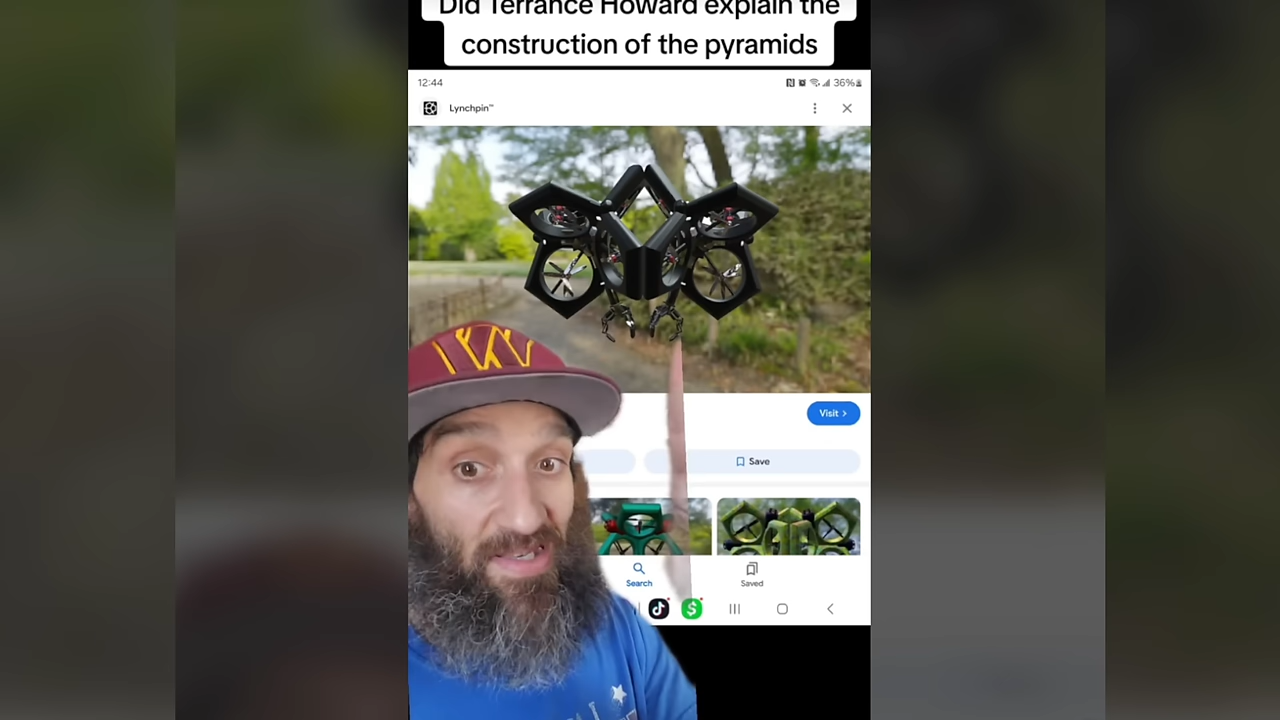 Did Terrance Howard explain the
construction of the pyramids
12:44
36%
Lynchpin™
Visit >
Save
Search
Saved